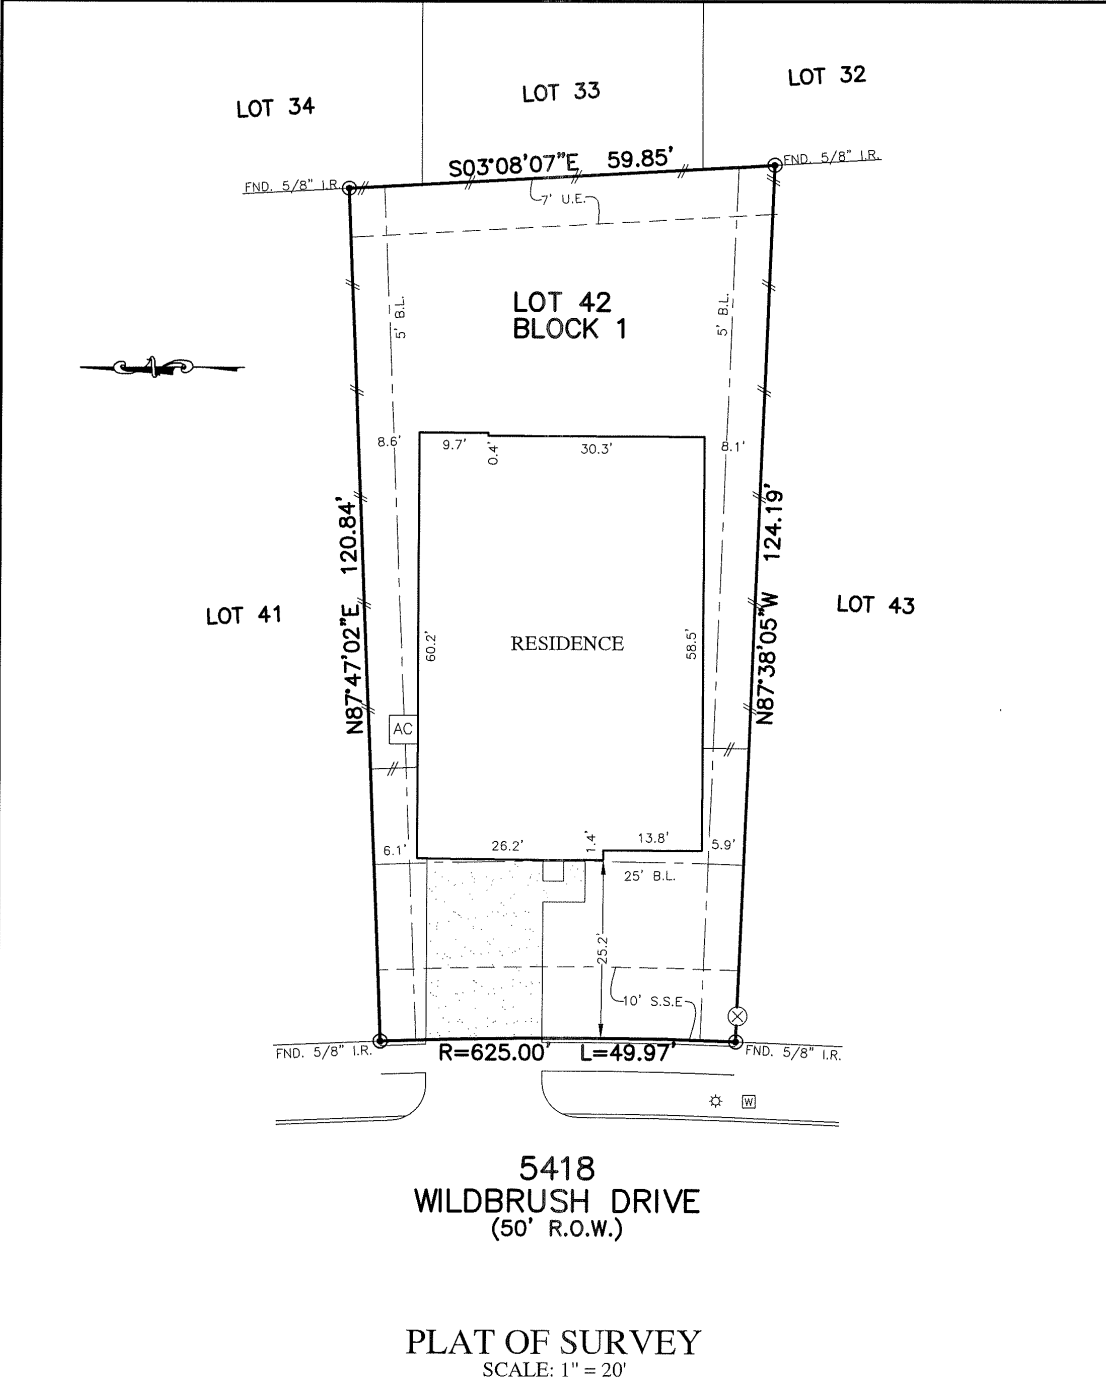 LOT 34
LOT 33
LOT 32
S03°08'07"E 59.85'
FND. 5/8" I.R.
FND. 5/8" I.R.
7' U.E.
5' B.L.
LOT 42
BLOCK 1
5' B.L.
8.6'
9.7'
0.4'
30.3'
8.1'
N87°47'02"E 120.84'
N87°38'05"W 124.19'
LOT 41
LOT 43
60.2'
RESIDENCE
58.5'
AC
6.1'
26.2'
1.4'
13.8'
5.9'
25' B.L.
25.2'
10' S.S.E
FND. 5/8" I.R.
R=625.00' L=49.97'
FND. 5/8" I.R.
W
5418
WILDBRUSH DRIVE
(50' R.O.W.)
PLAT OF SURVEY
SCALE: 1" = 20'